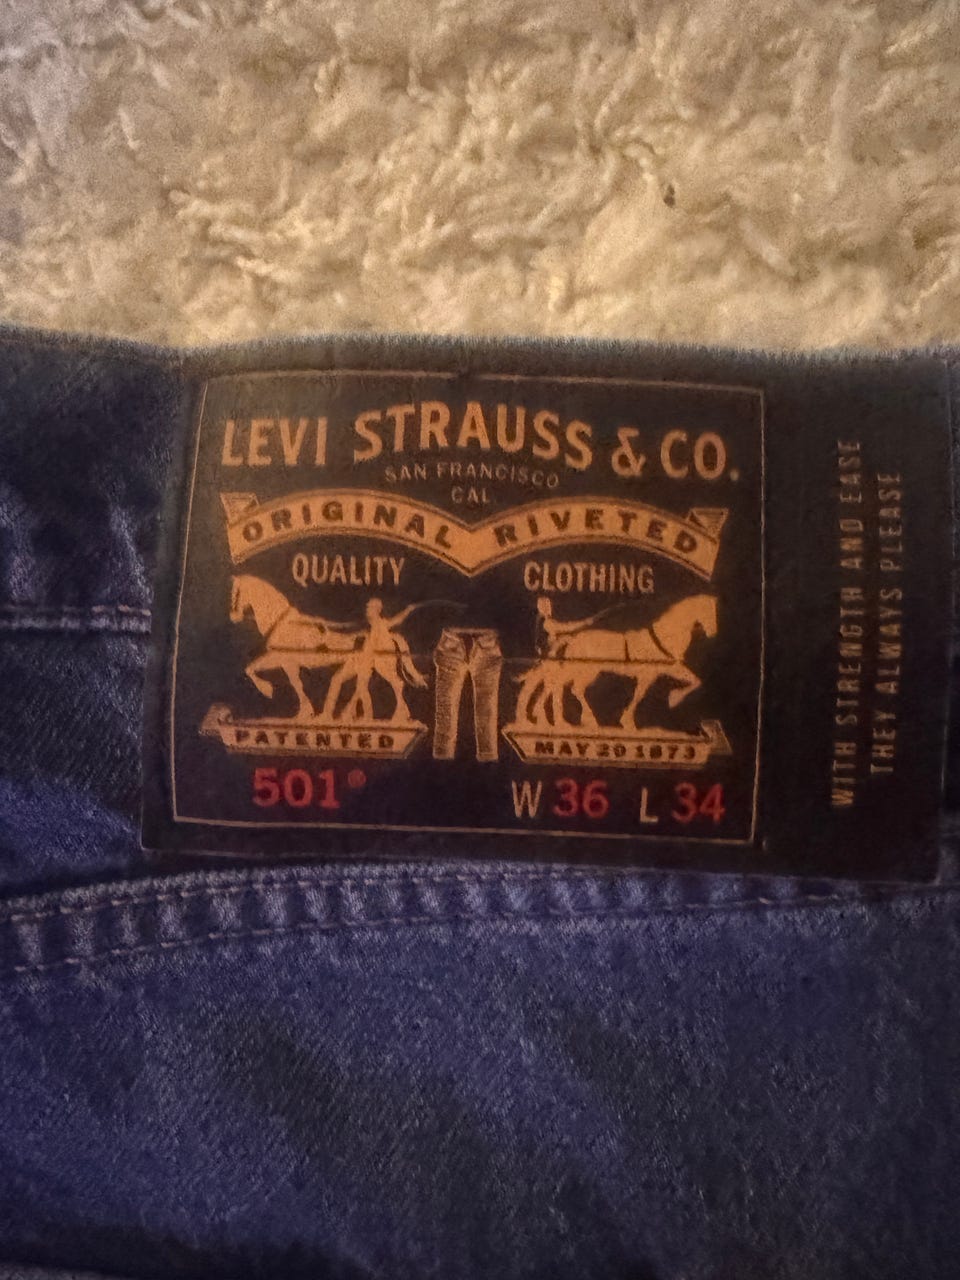 LEVI STRAUSS & CO.
SAN FRANCISCO
CAL
ORIGINAL RIVETED
QUALITY CLOTHING
PATENTED MAY 20 1873
501® W 36 L 34
WITH STRENGTH AND EASE
THEY ALWAYS PLEASE